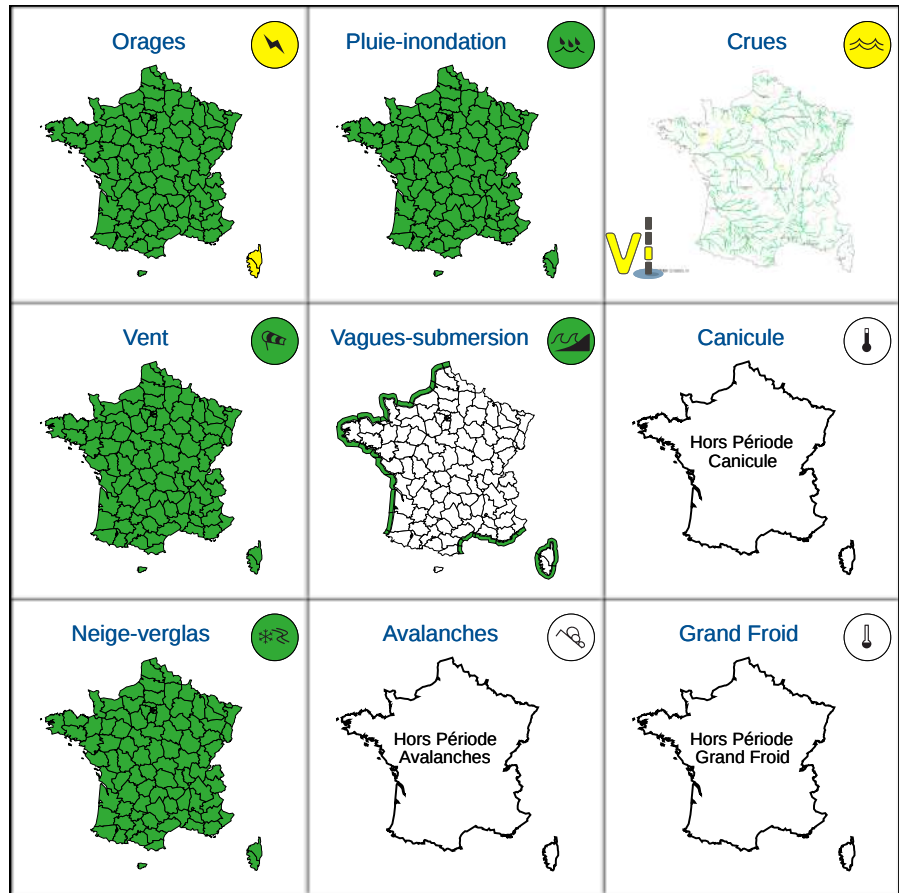 Orages
Pluie-inondation
Crues
Vi
Vent
Vagues-submersion
Canicule
Hors Période
Canicule
Neige-verglas
Avalanches
Grand Froid
Hors Période
Avalanches
Hors Période
Grand Froid